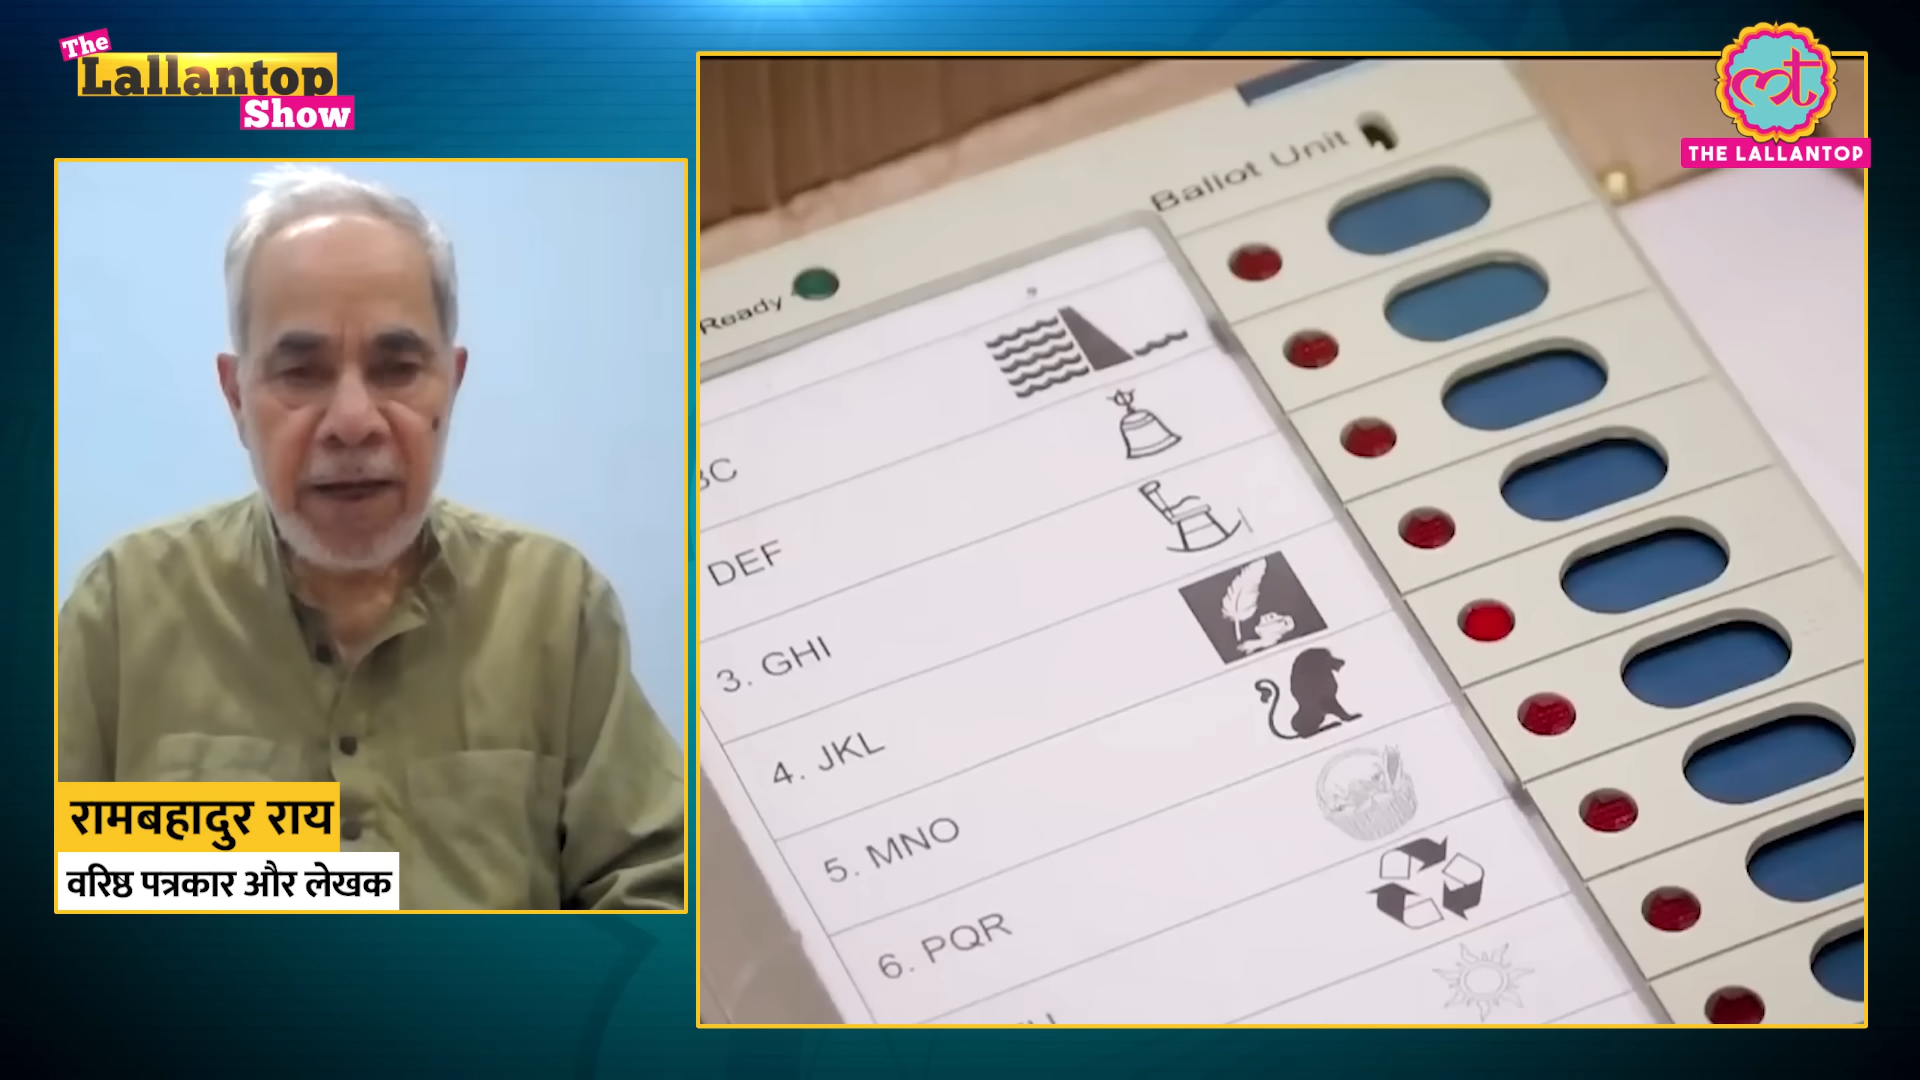 The
Lallantop
Show
THE LALLANTOP
रामबहादुर राय
वरिष्ठ पत्रकार और लेखक
Ballot Unit
Ready
DEF
3. GHI
4. JKL
5. MNO
6. PQR